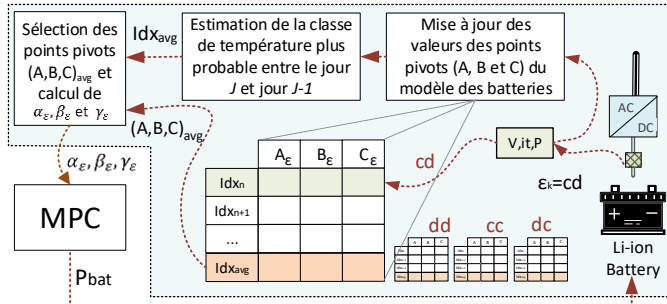 Sélection des
points pivots
(A,B,C)avg et
calcul de
αε, βε et γε
Idxavg
Estimation de la classe
de température plus
probable entre le jour
J et jour J-1
Mise à jour des
valeurs des points
pivots (A, B et C) du
modèle des batteries
(A,B,C)avg
αε, βε, γε
MPC
Pbat
Aε Bε Cε
Idxn
Idxn+1
...
Idxavg
cd
V,it,P
AC
DC
εk=cd
Li-ion
Battery
dd cc dc
A B C
A B C
A B C